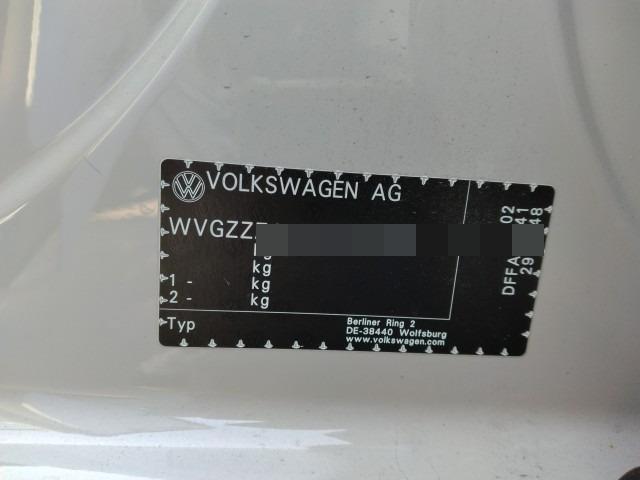 VOLKSWAGEN AG
WVGZZZ
kg
kg
1 - kg
2 - kg
Typ
Berliner Ring 2
DE-38440 Wolfsburg
www.volkswagen.com
DFFA 02
41
29 48